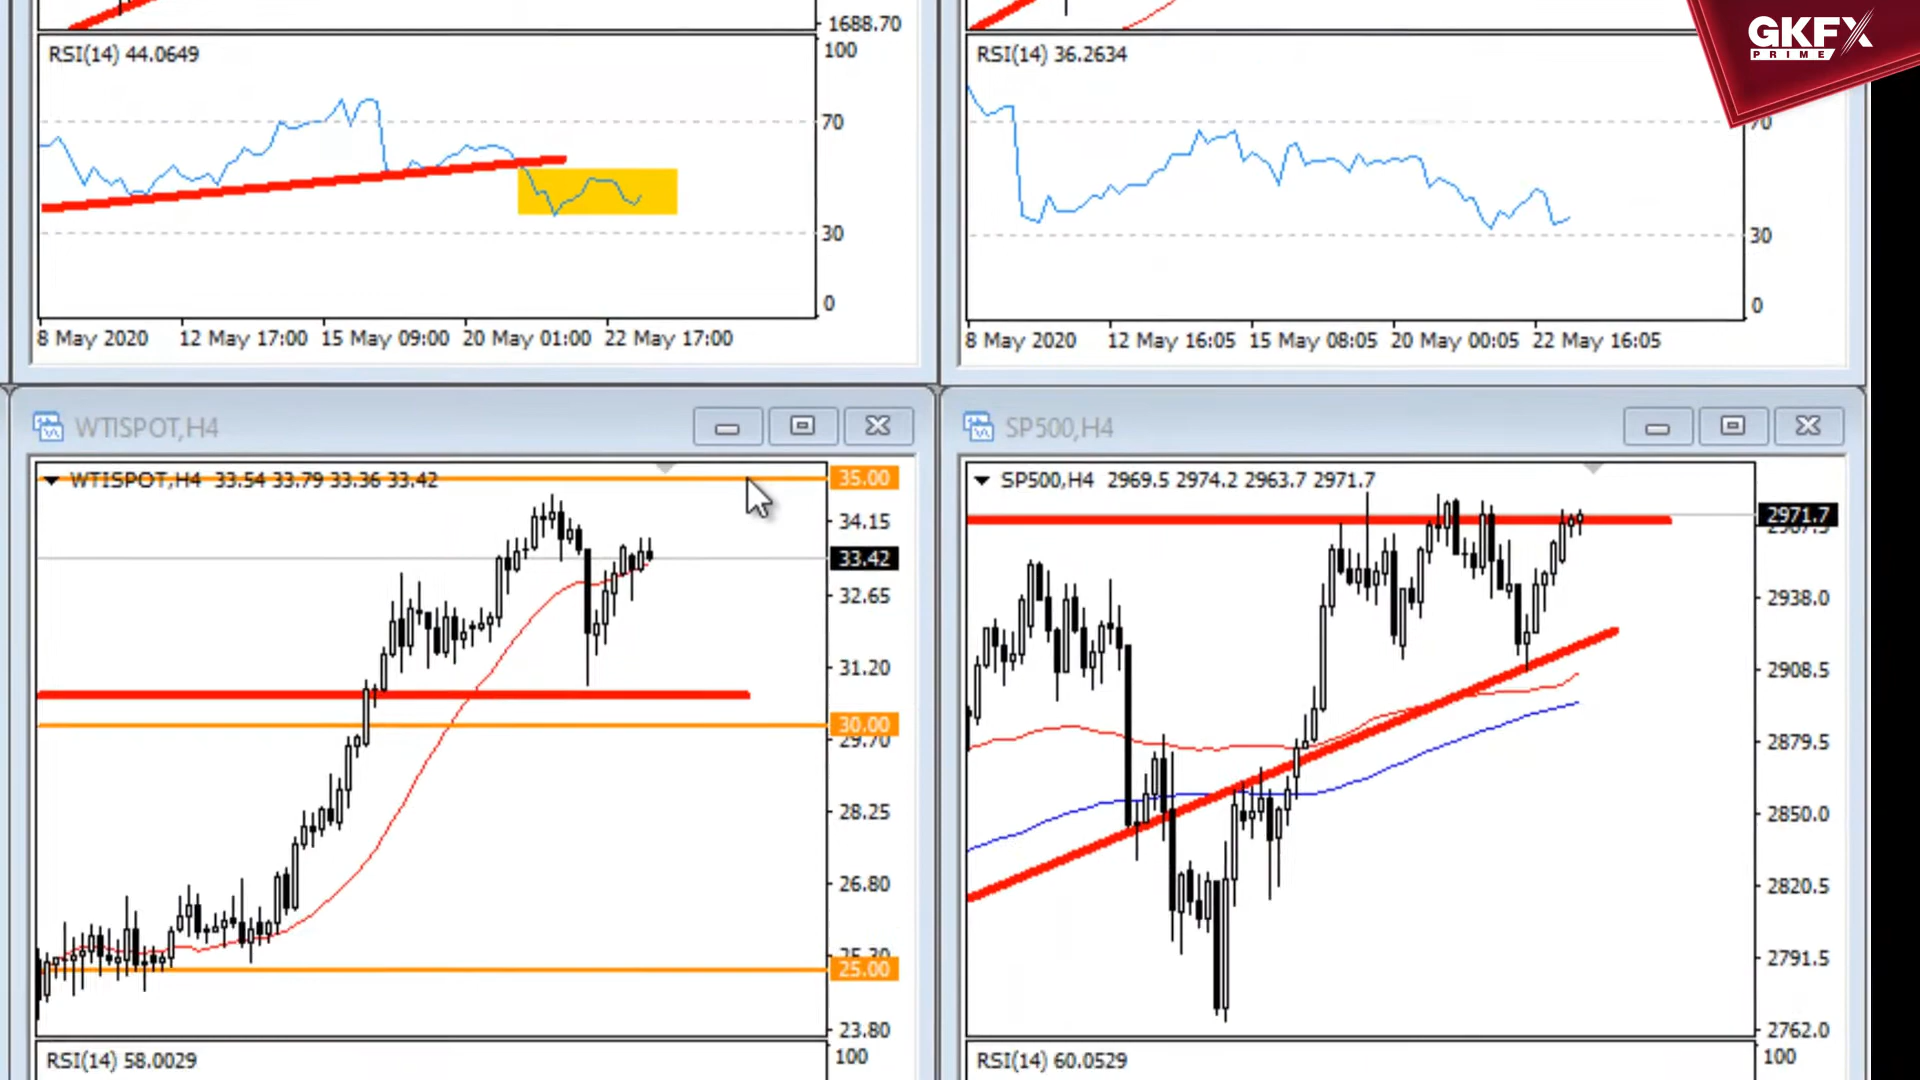 1688.70
RSI(14) 44.0649
100
70
30
0
8 May 2020 12 May 17:00 15 May 09:00 20 May 01:00 22 May 17:00
RSI(14) 36.2634
70
30
0
8 May 2020 12 May 16:05 15 May 08:05 20 May 00:05 22 May 16:05
GKFX
PRIME
WTISPOT,H4
WTISPOT,H4 33.54 33.79 33.36 33.42
35.00
34.15
33.42
32.65
31.20
30.00
29.70
28.25
26.80
25.00
23.80
RSI(14) 58.0029
100
SP500,H4
SP500,H4 2969.5 2974.2 2963.7 2971.7
2971.7
2938.0
2908.5
2879.5
2850.0
2820.5
2791.5
2762.0
RSI(14) 60.0529
100